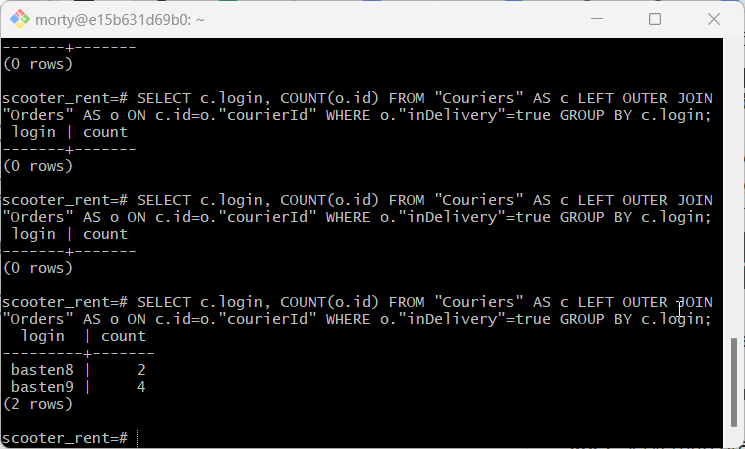 morty@e15b631d69b0: ~
-------+-------
(0 rows)
scooter_rent=# SELECT c.login, COUNT(o.id) FROM "Couriers" AS c LEFT OUTER JOIN
"Orders" AS o ON c.id=o."courierId" WHERE o."inDelivery"=true GROUP BY c.login;
 login | count
-------+-------
(0 rows)
scooter_rent=# SELECT c.login, COUNT(o.id) FROM "Couriers" AS c LEFT OUTER JOIN
"Orders" AS o ON c.id=o."courierId" WHERE o."inDelivery"=true GROUP BY c.login;
 login | count
-------+-------
(0 rows)
scooter_rent=# SELECT c.login, COUNT(o.id) FROM "Couriers" AS c LEFT OUTER JOIN
"Orders" AS o ON c.id=o."courierId" WHERE o."inDelivery"=true GROUP BY c.login;
  login  | count
---------+-------
 basten8 |     2
 basten9 |     4
(2 rows)
scooter_rent=#